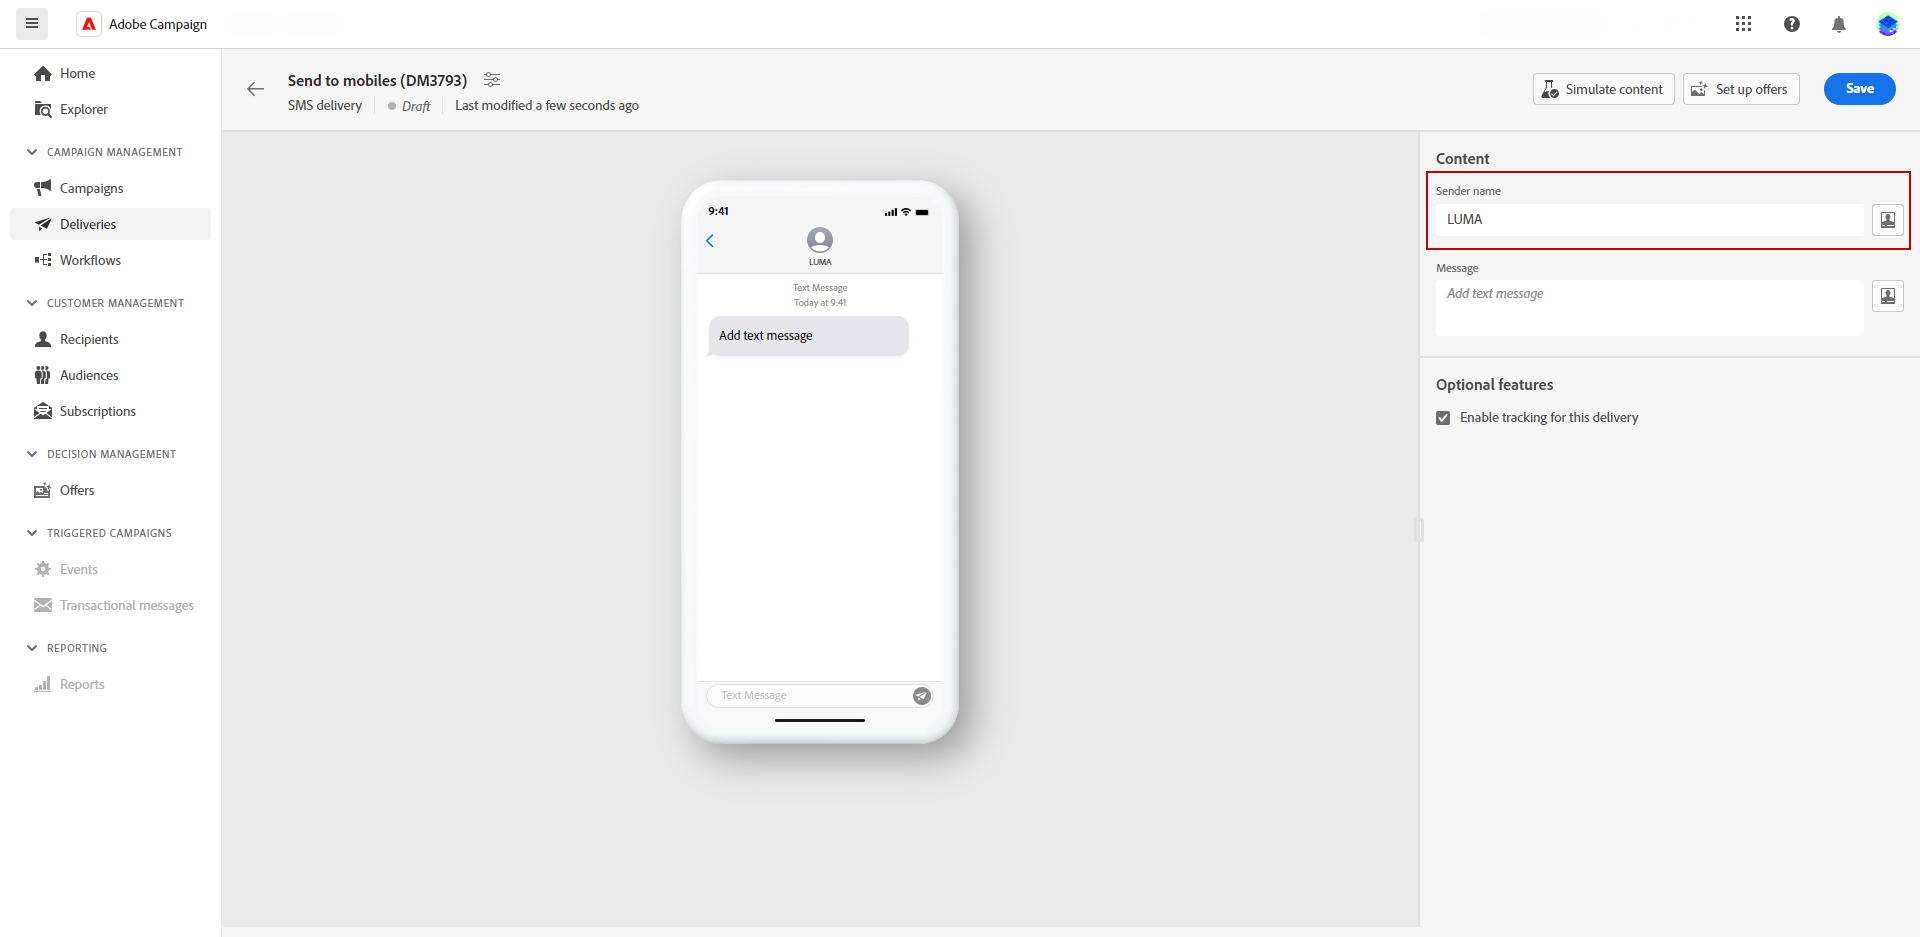 Adobe Campaign
Home
Explorer
CAMPAIGN MANAGEMENT
Campaigns
Deliveries
Workflows
CUSTOMER MANAGEMENT
Recipients
Audiences
Subscriptions
DECISION MANAGEMENT
Offers
TRIGGERED CAMPAIGNS
Events
Transactional messages
REPORTING
Reports
Send to mobiles (DM3793)
SMS delivery
Draft
Last modified a few seconds ago
Simulate content
Set up offers
Save
9:41
LUMA
Text Message
Today at 9:41
Add text message
Text Message
Content
Sender name
LUMA
Message
Add text message
Optional features
Enable tracking for this delivery